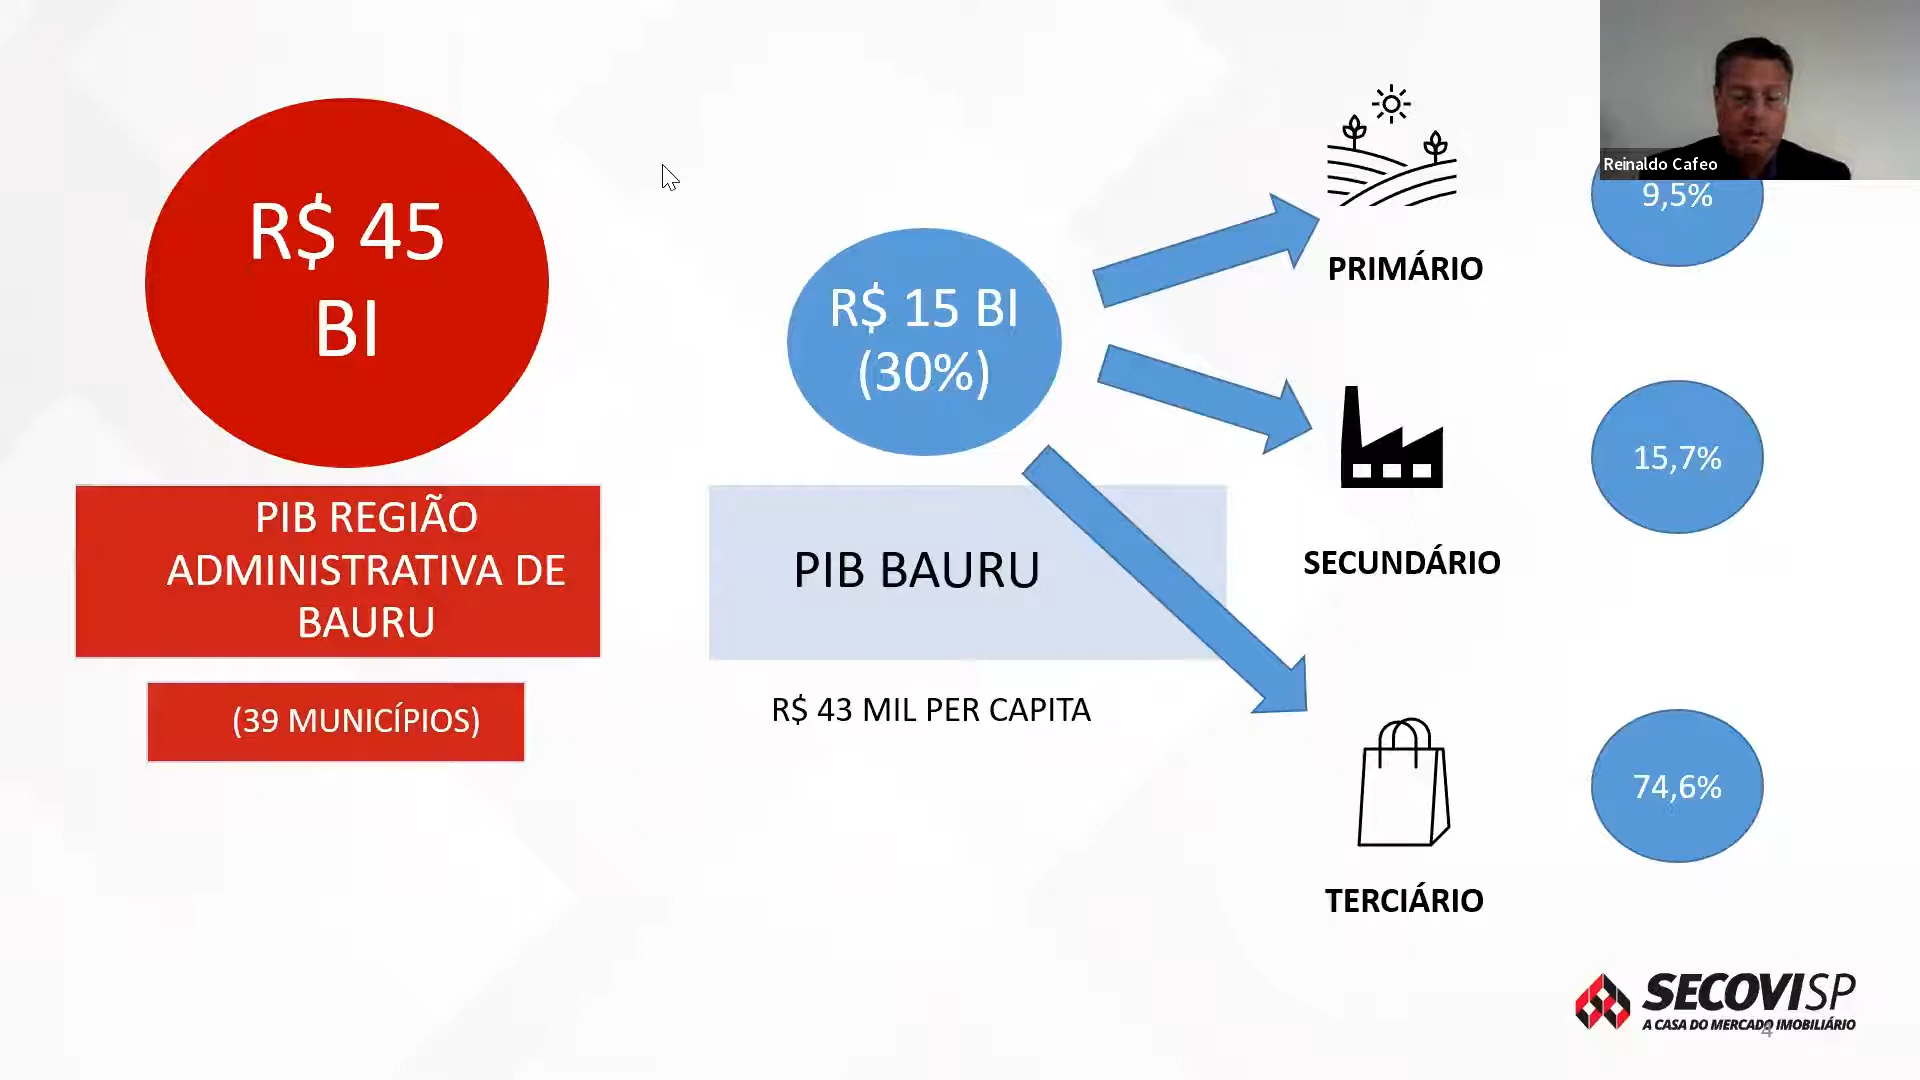 R$ 45
BI
PIB REGIÃO
ADMINISTRATIVA DE
BAURU
(39 MUNICÍPIOS)
R$ 15 BI
(30%)
PIB BAURU
R$ 43 MIL PER CAPITA
PRIMÁRIO
9,5%
SECUNDÁRIO
15,7%
TERCIÁRIO
74,6%
Reinaldo Cafeo
SECOVISP
A CASA DO MERCADO IMOBILIÁRIO
4